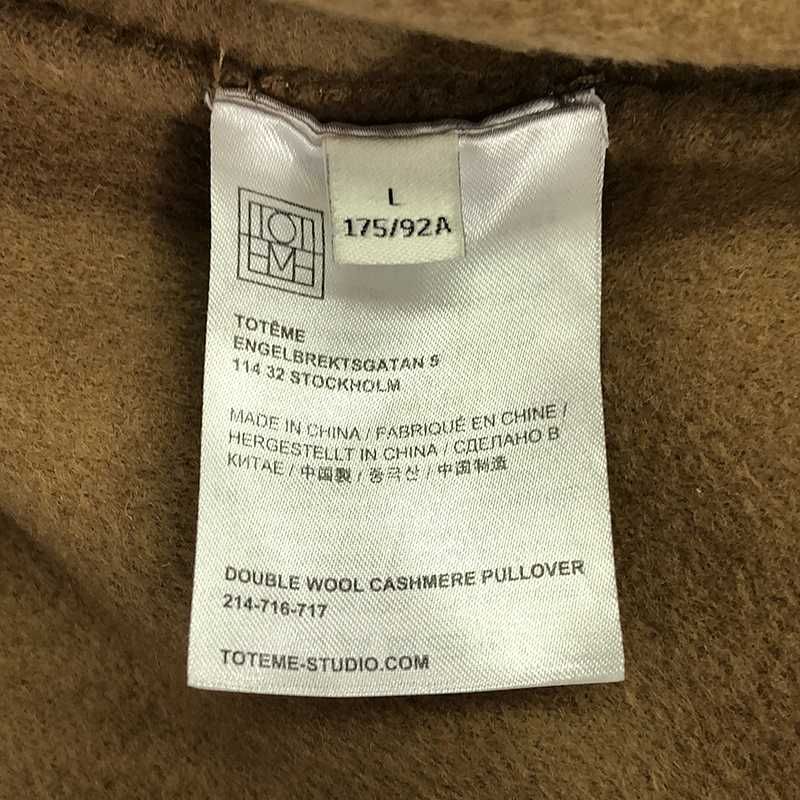 L
175/92A
TOTÊME
TOTÊME
ENGELBREKTSGATAN 5
114 32 STOCKHOLM
MADE IN CHINA / FABRIQUÉ EN CHINE /
HERGESTELLT IN CHINA / СДЕЛАНО В
КИТАЕ / 中国製 / 중국산 / 中国制造
DOUBLE WOOL CASHMERE PULLOVER
214-716-717
TOTEME-STUDIO.COM